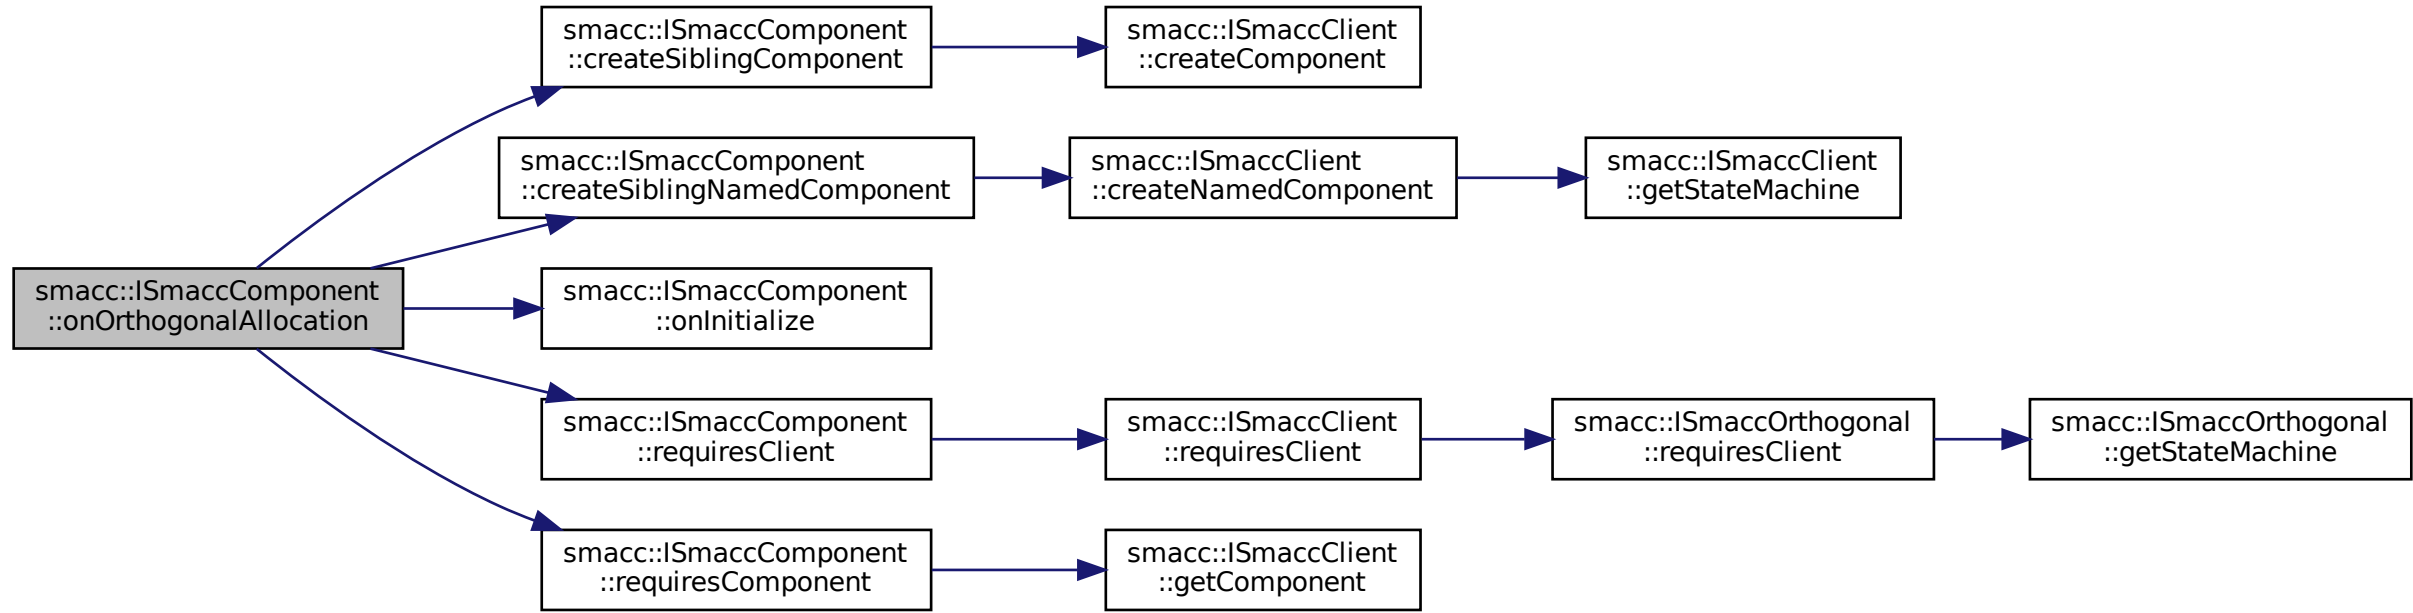 smacc::ISmaccComponent
::createSiblingComponent
smacc::ISmaccClient
::createComponent
smacc::ISmaccComponent
::createSiblingNamedComponent
smacc::ISmaccClient
::createNamedComponent
smacc::ISmaccClient
::getStateMachine
smacc::ISmaccComponent
::onOrthogonalAllocation
smacc::ISmaccComponent
::onInitialize
smacc::ISmaccComponent
::requiresClient
smacc::ISmaccClient
::requiresClient
smacc::ISmaccOrthogonal
::requiresClient
smacc::ISmaccOrthogonal
::getStateMachine
smacc::ISmaccComponent
::requiresComponent
smacc::ISmaccClient
::getComponent